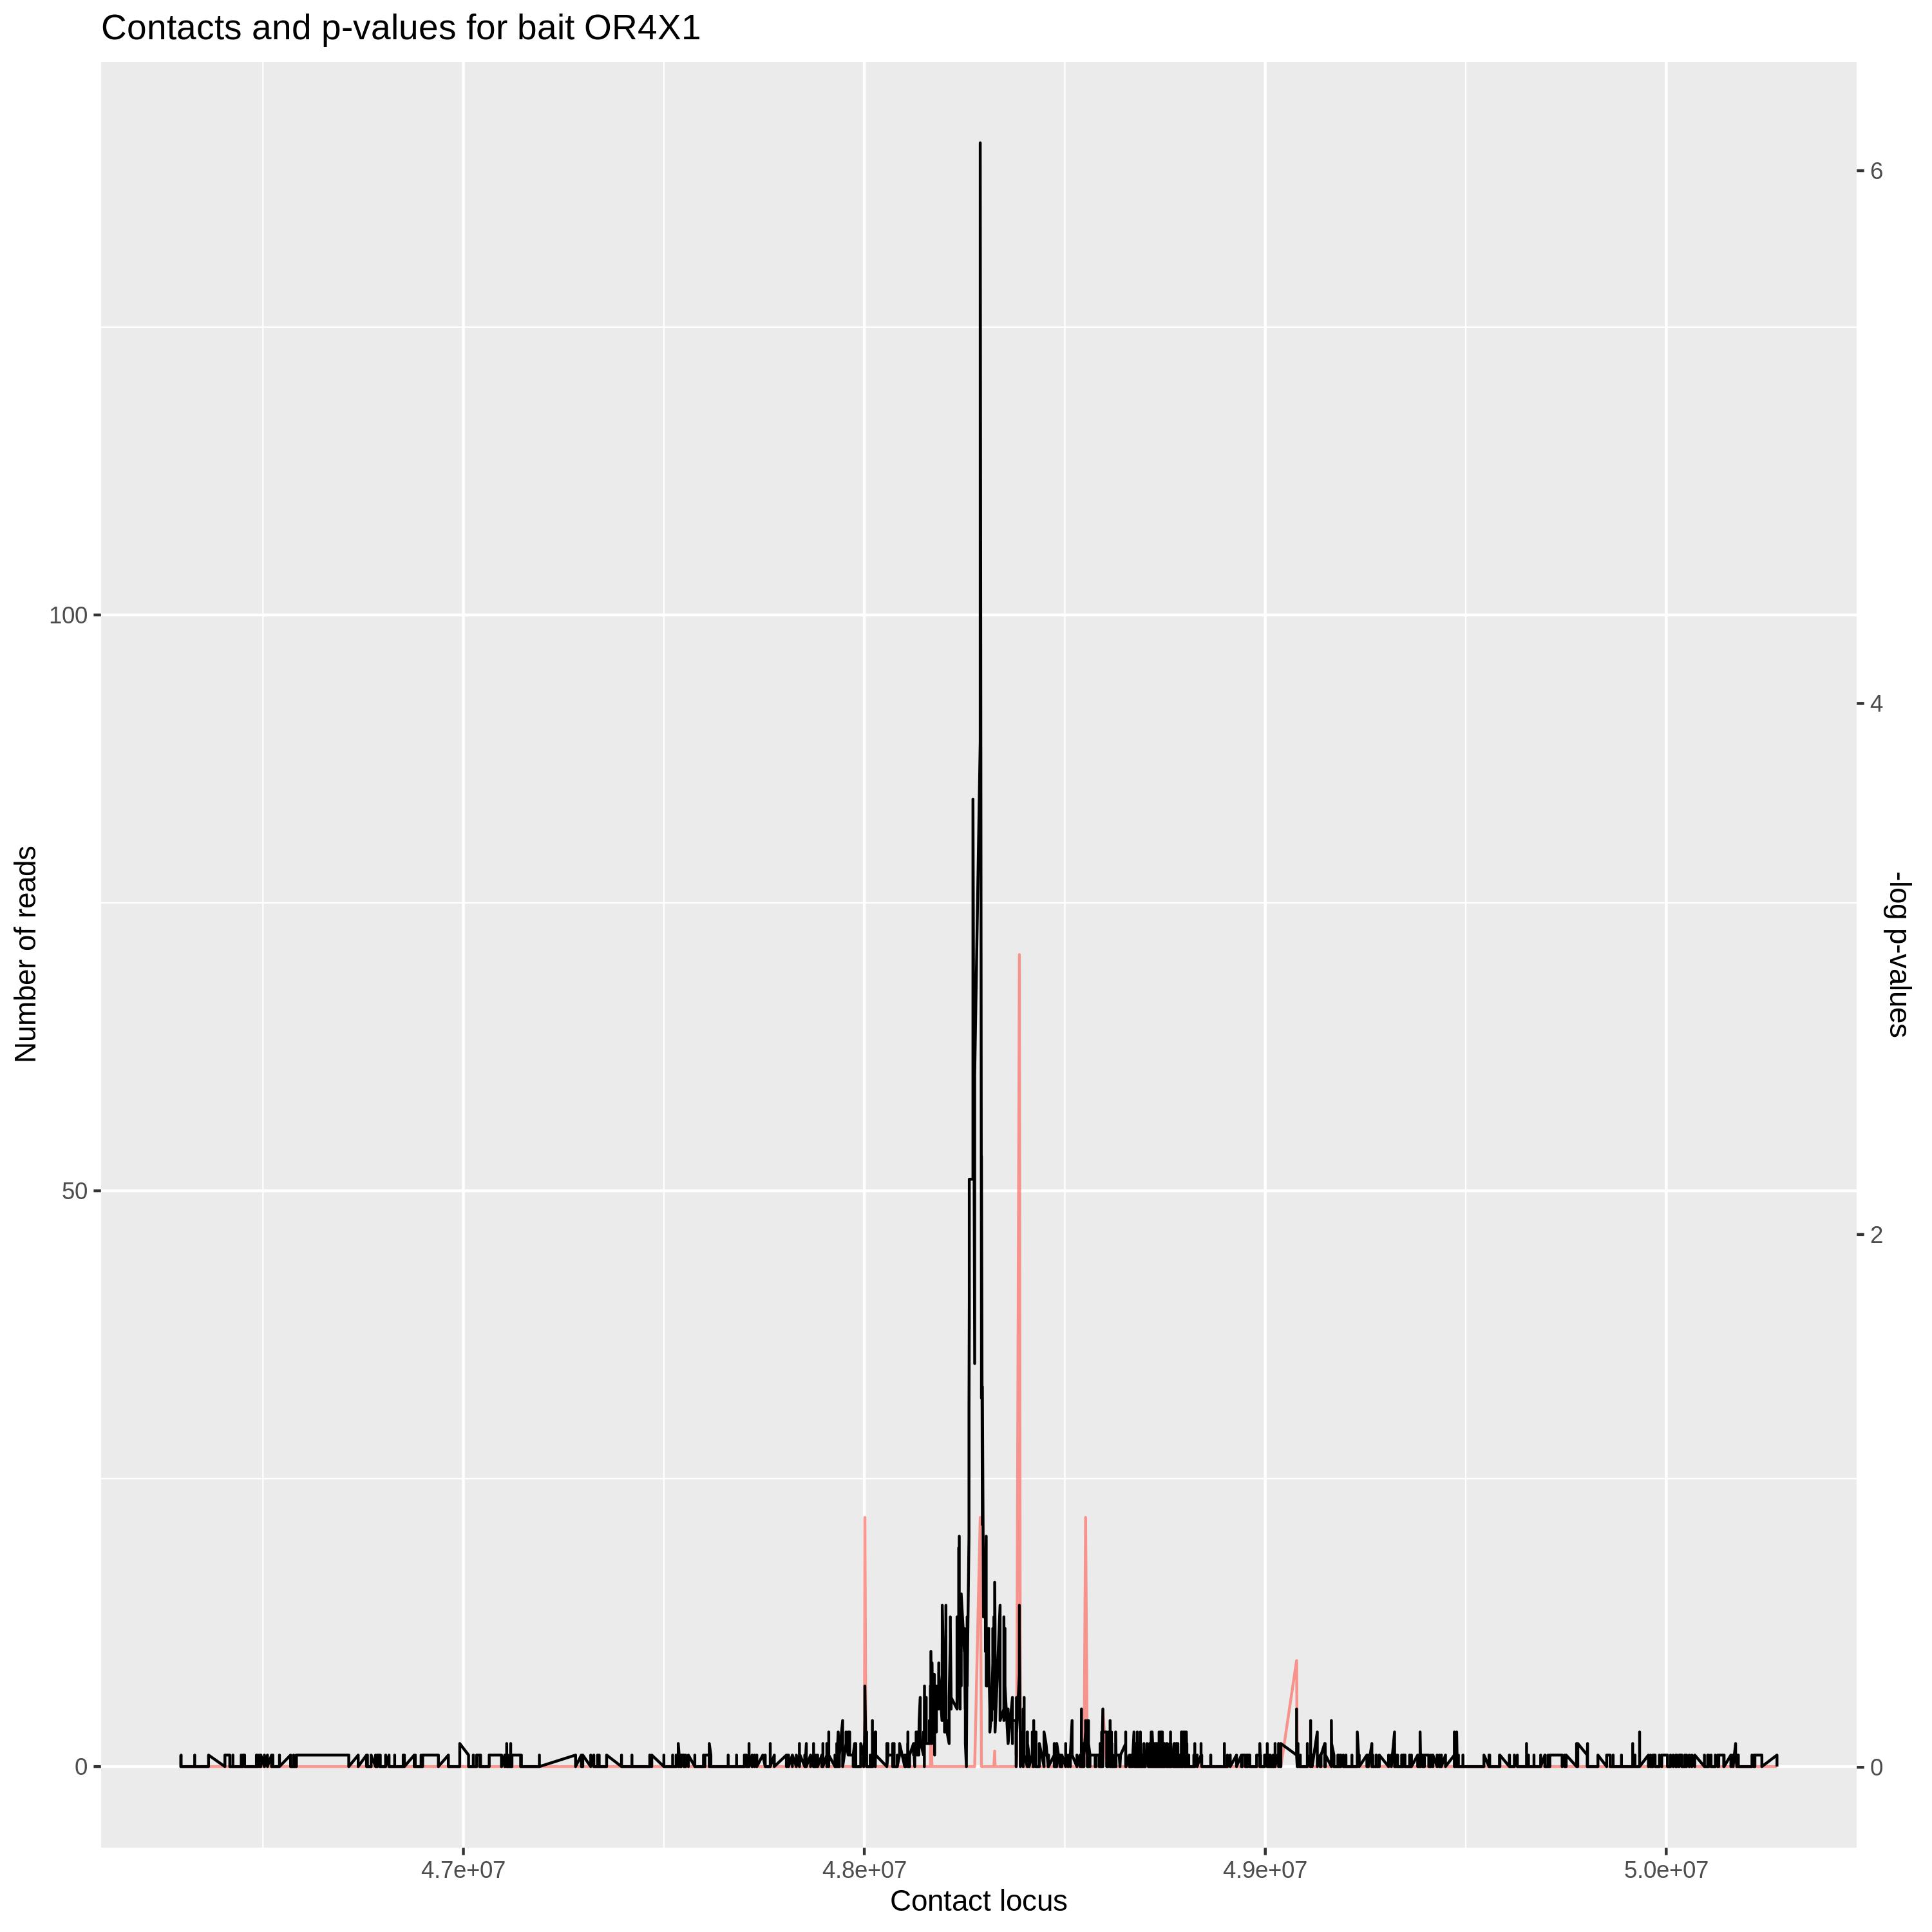 Contacts and p-values for bait OR4X1
Number of reads
100
50
0
6
4
2
0
-log p-values
4.7e+07 4.8e+07 4.9e+07 5.0e+07
Contact locus